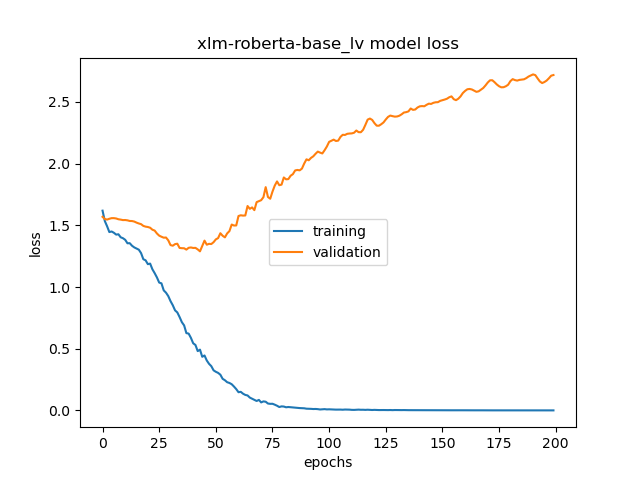 xlm-roberta-base_lv model loss
2.5
2.0
1.5
1.0
0.5
0.0
loss
training
validation
0 25 50 75 100 125 150 175 200
epochs